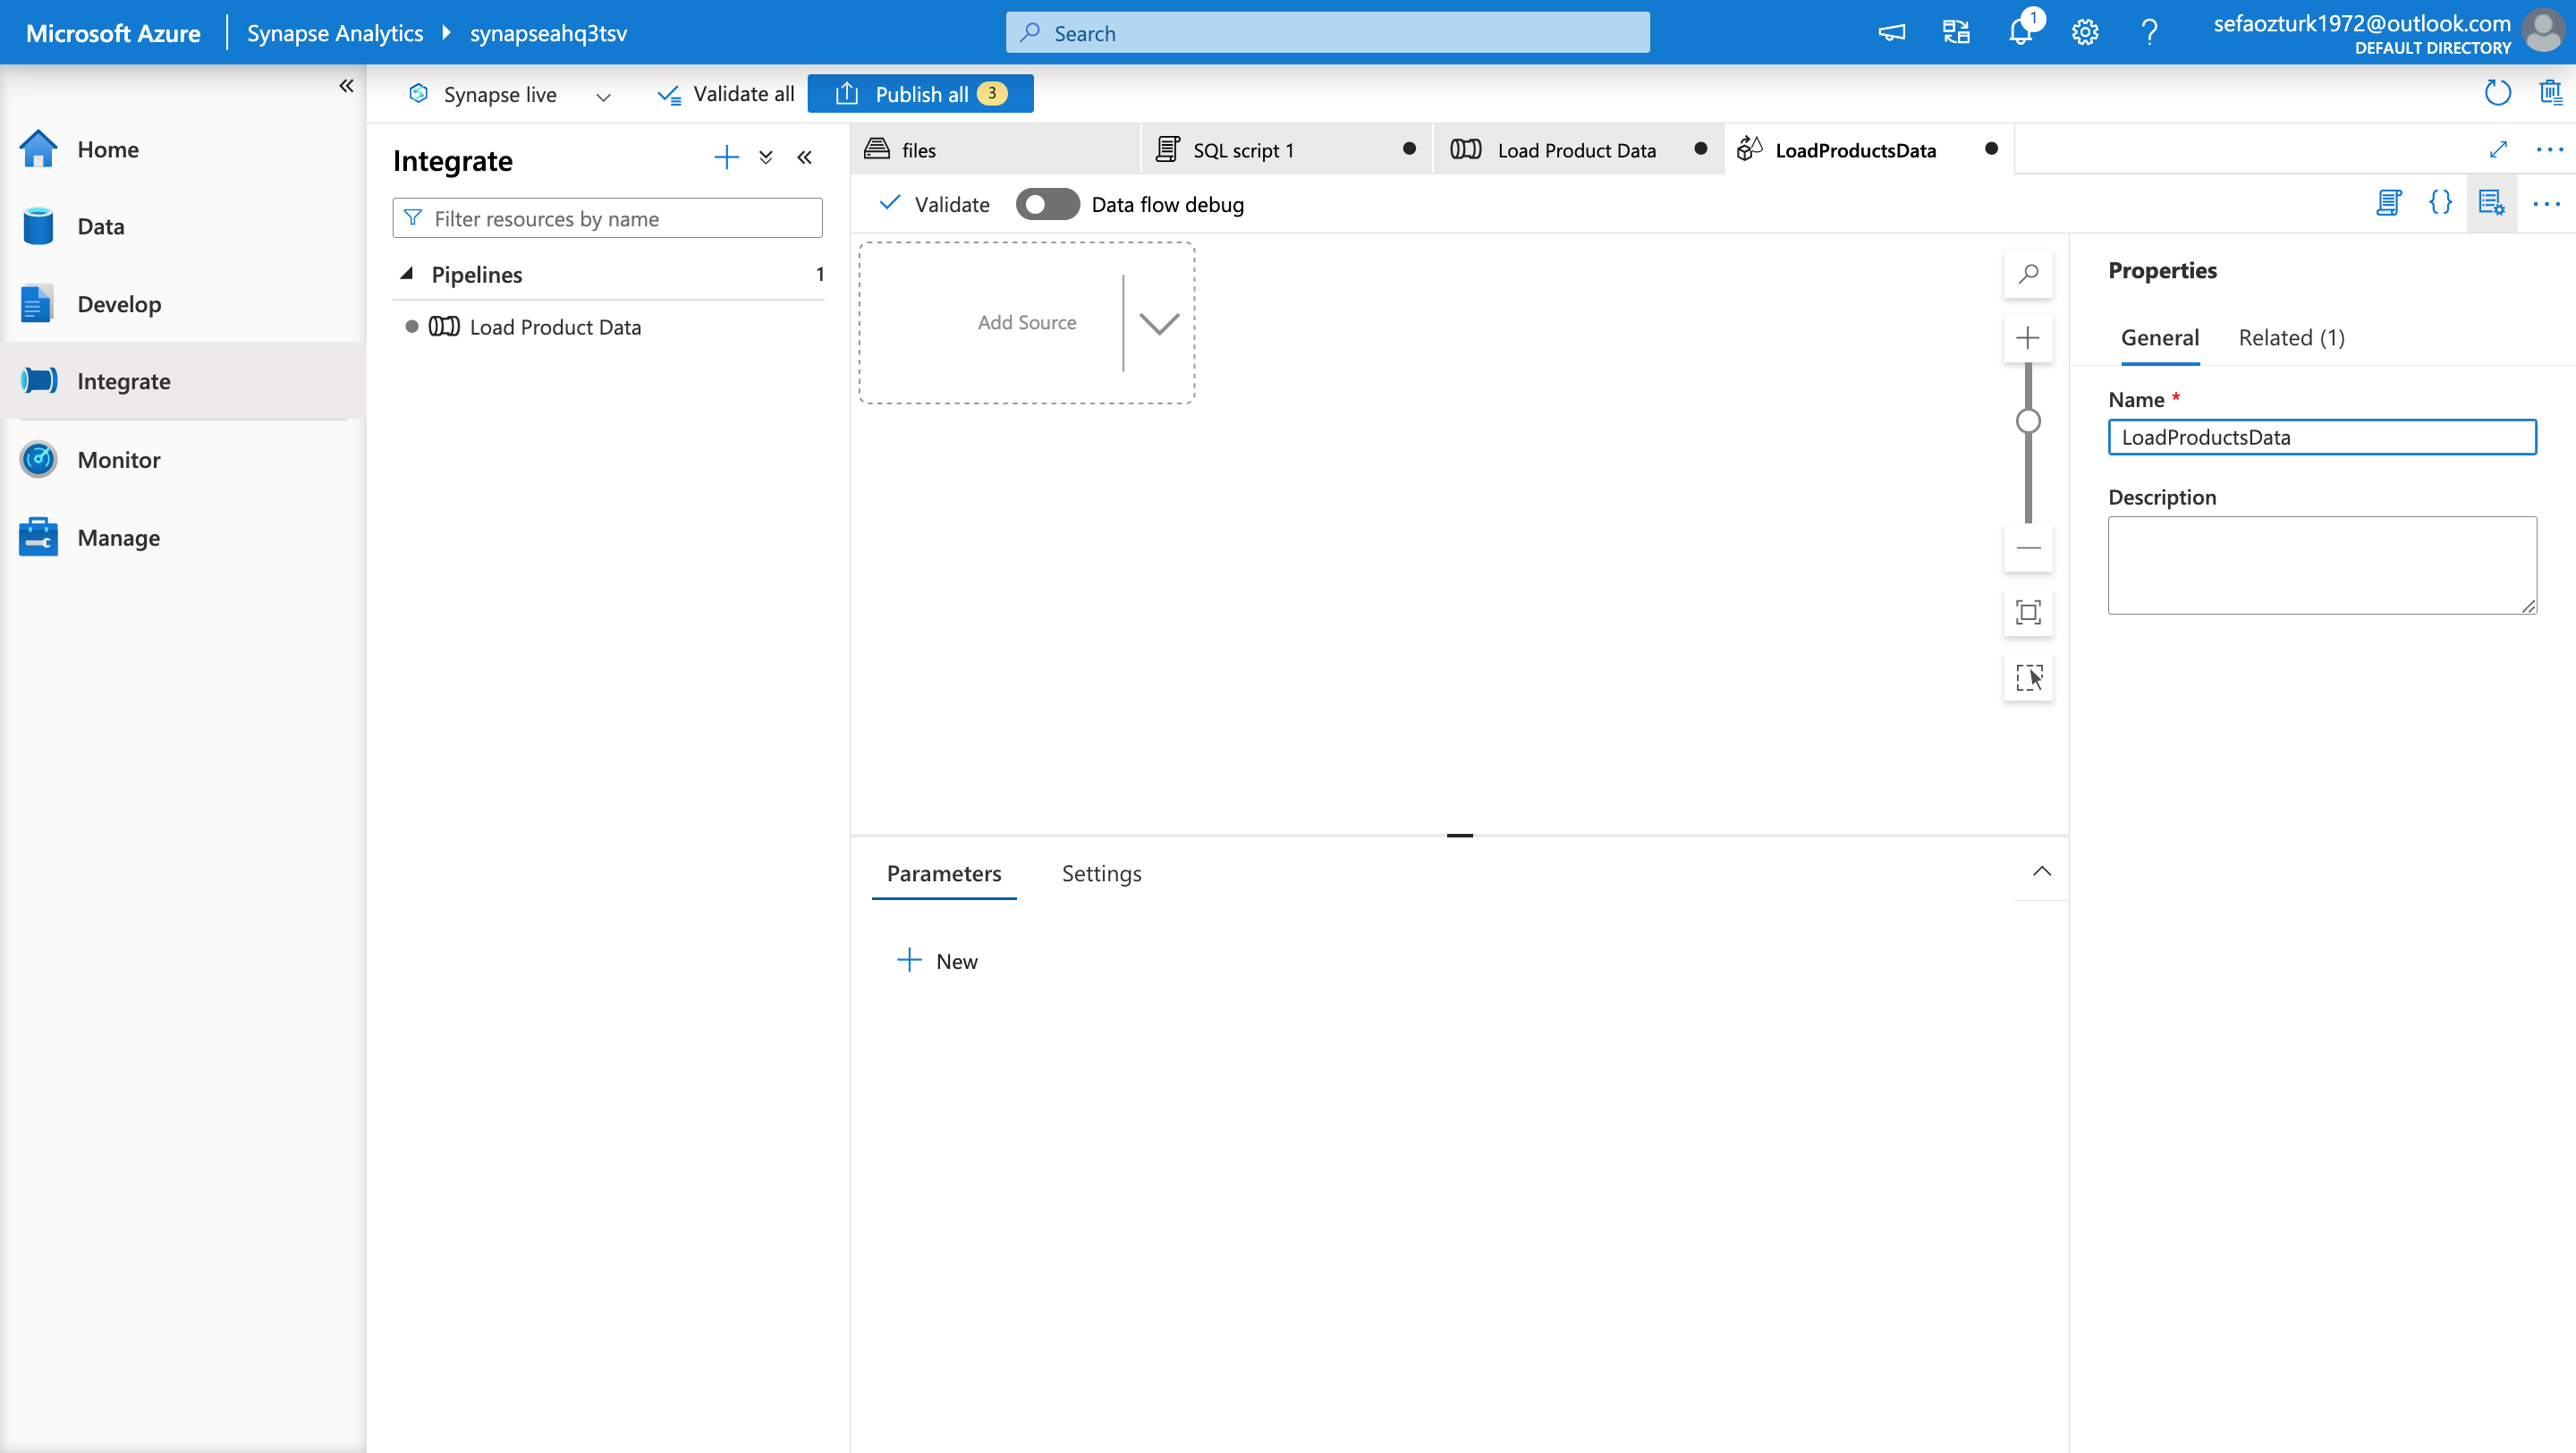 Microsoft Azure
Synapse Analytics
synapseahq3tsv
Search
1
sefaozturk1972@outlook.com
DEFAULT DIRECTORY
Synapse live
Validate all
Publish all 3
Home
Data
Develop
Integrate
Monitor
Manage
Integrate
Filter resources by name
Pipelines 1
Load Product Data
files
SQL script 1
Load Product Data
LoadProductsData
Validate
Data flow debug
Add Source
Parameters
Settings
New
Properties
General
Related (1)
Name *
LoadProductsData
Description